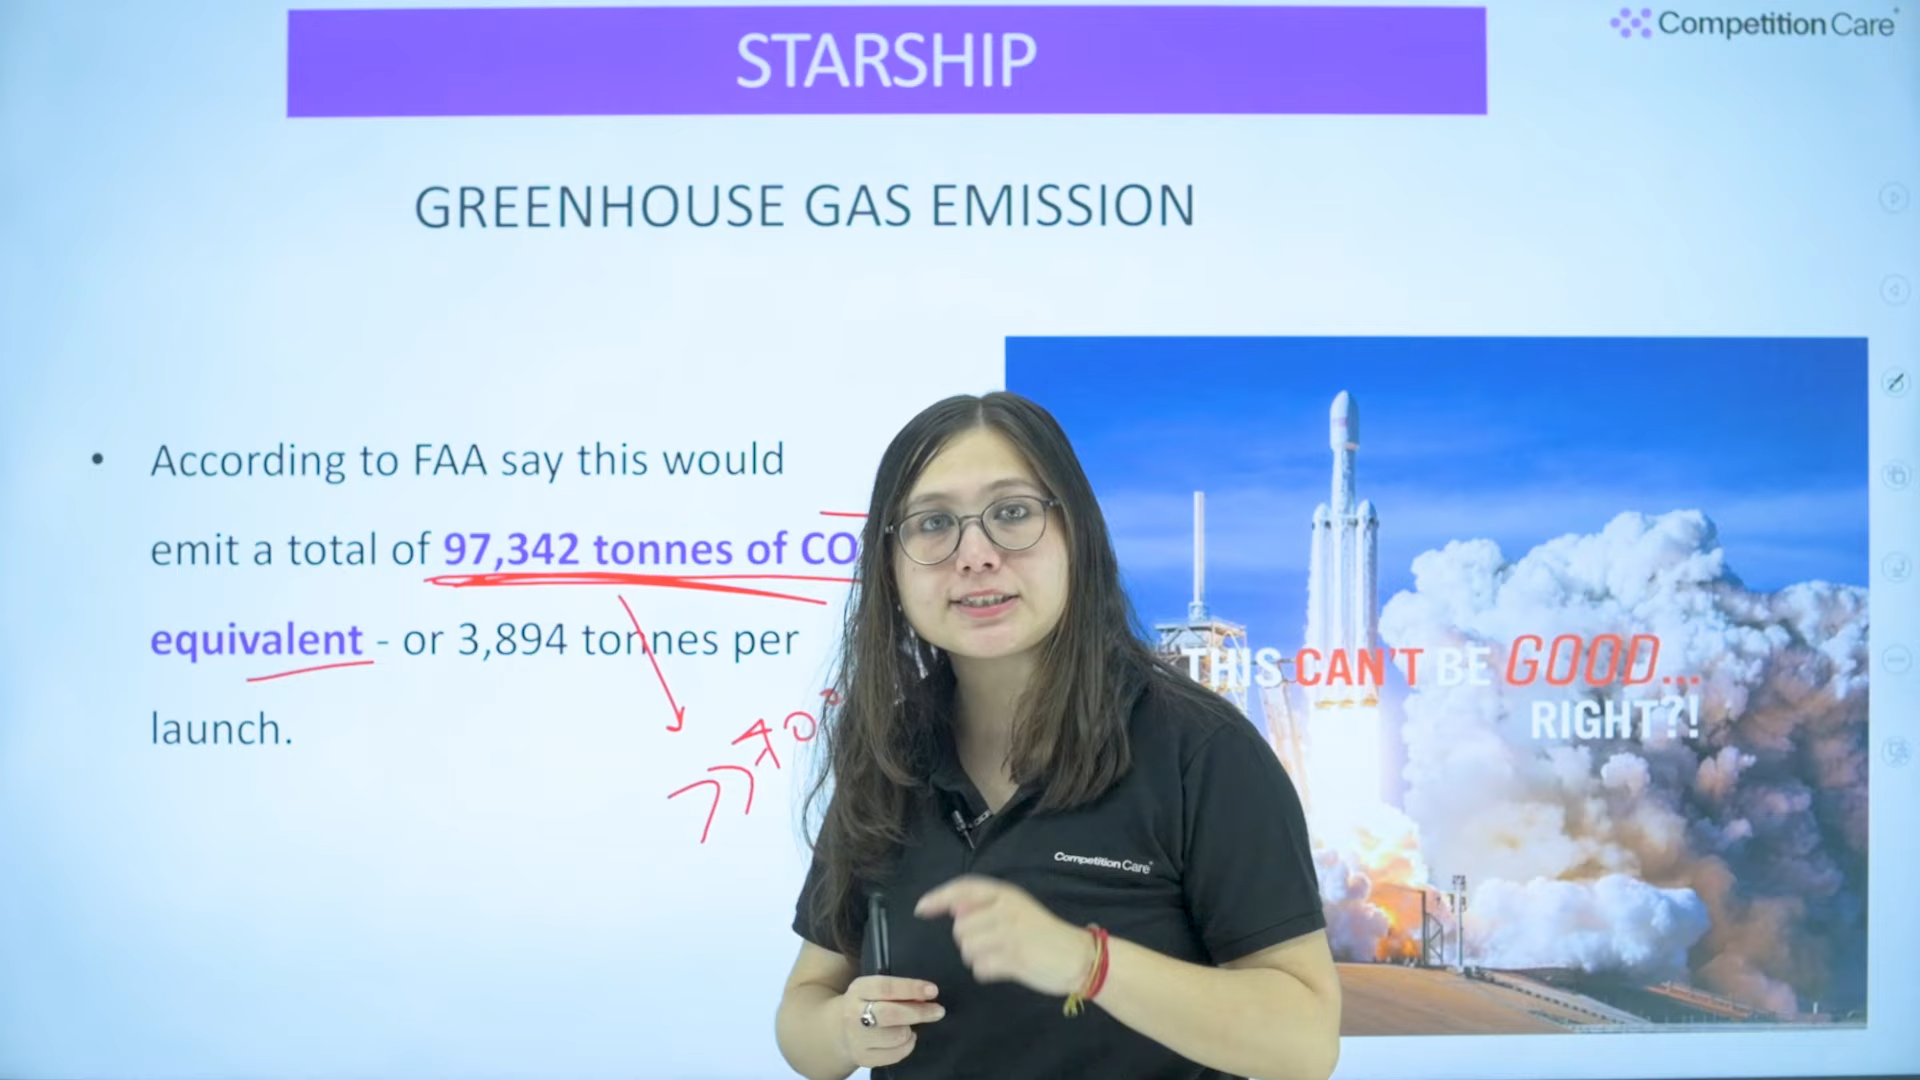 STARSHIP
Competition Care
GREENHOUSE GAS EMISSION
• According to FAA say this would
emit a total of 97,342 tonnes of CO
equivalent - or 3,894 tonnes per
launch.
THIS CAN'T BE GOOD...
RIGHT?!
Competition Care